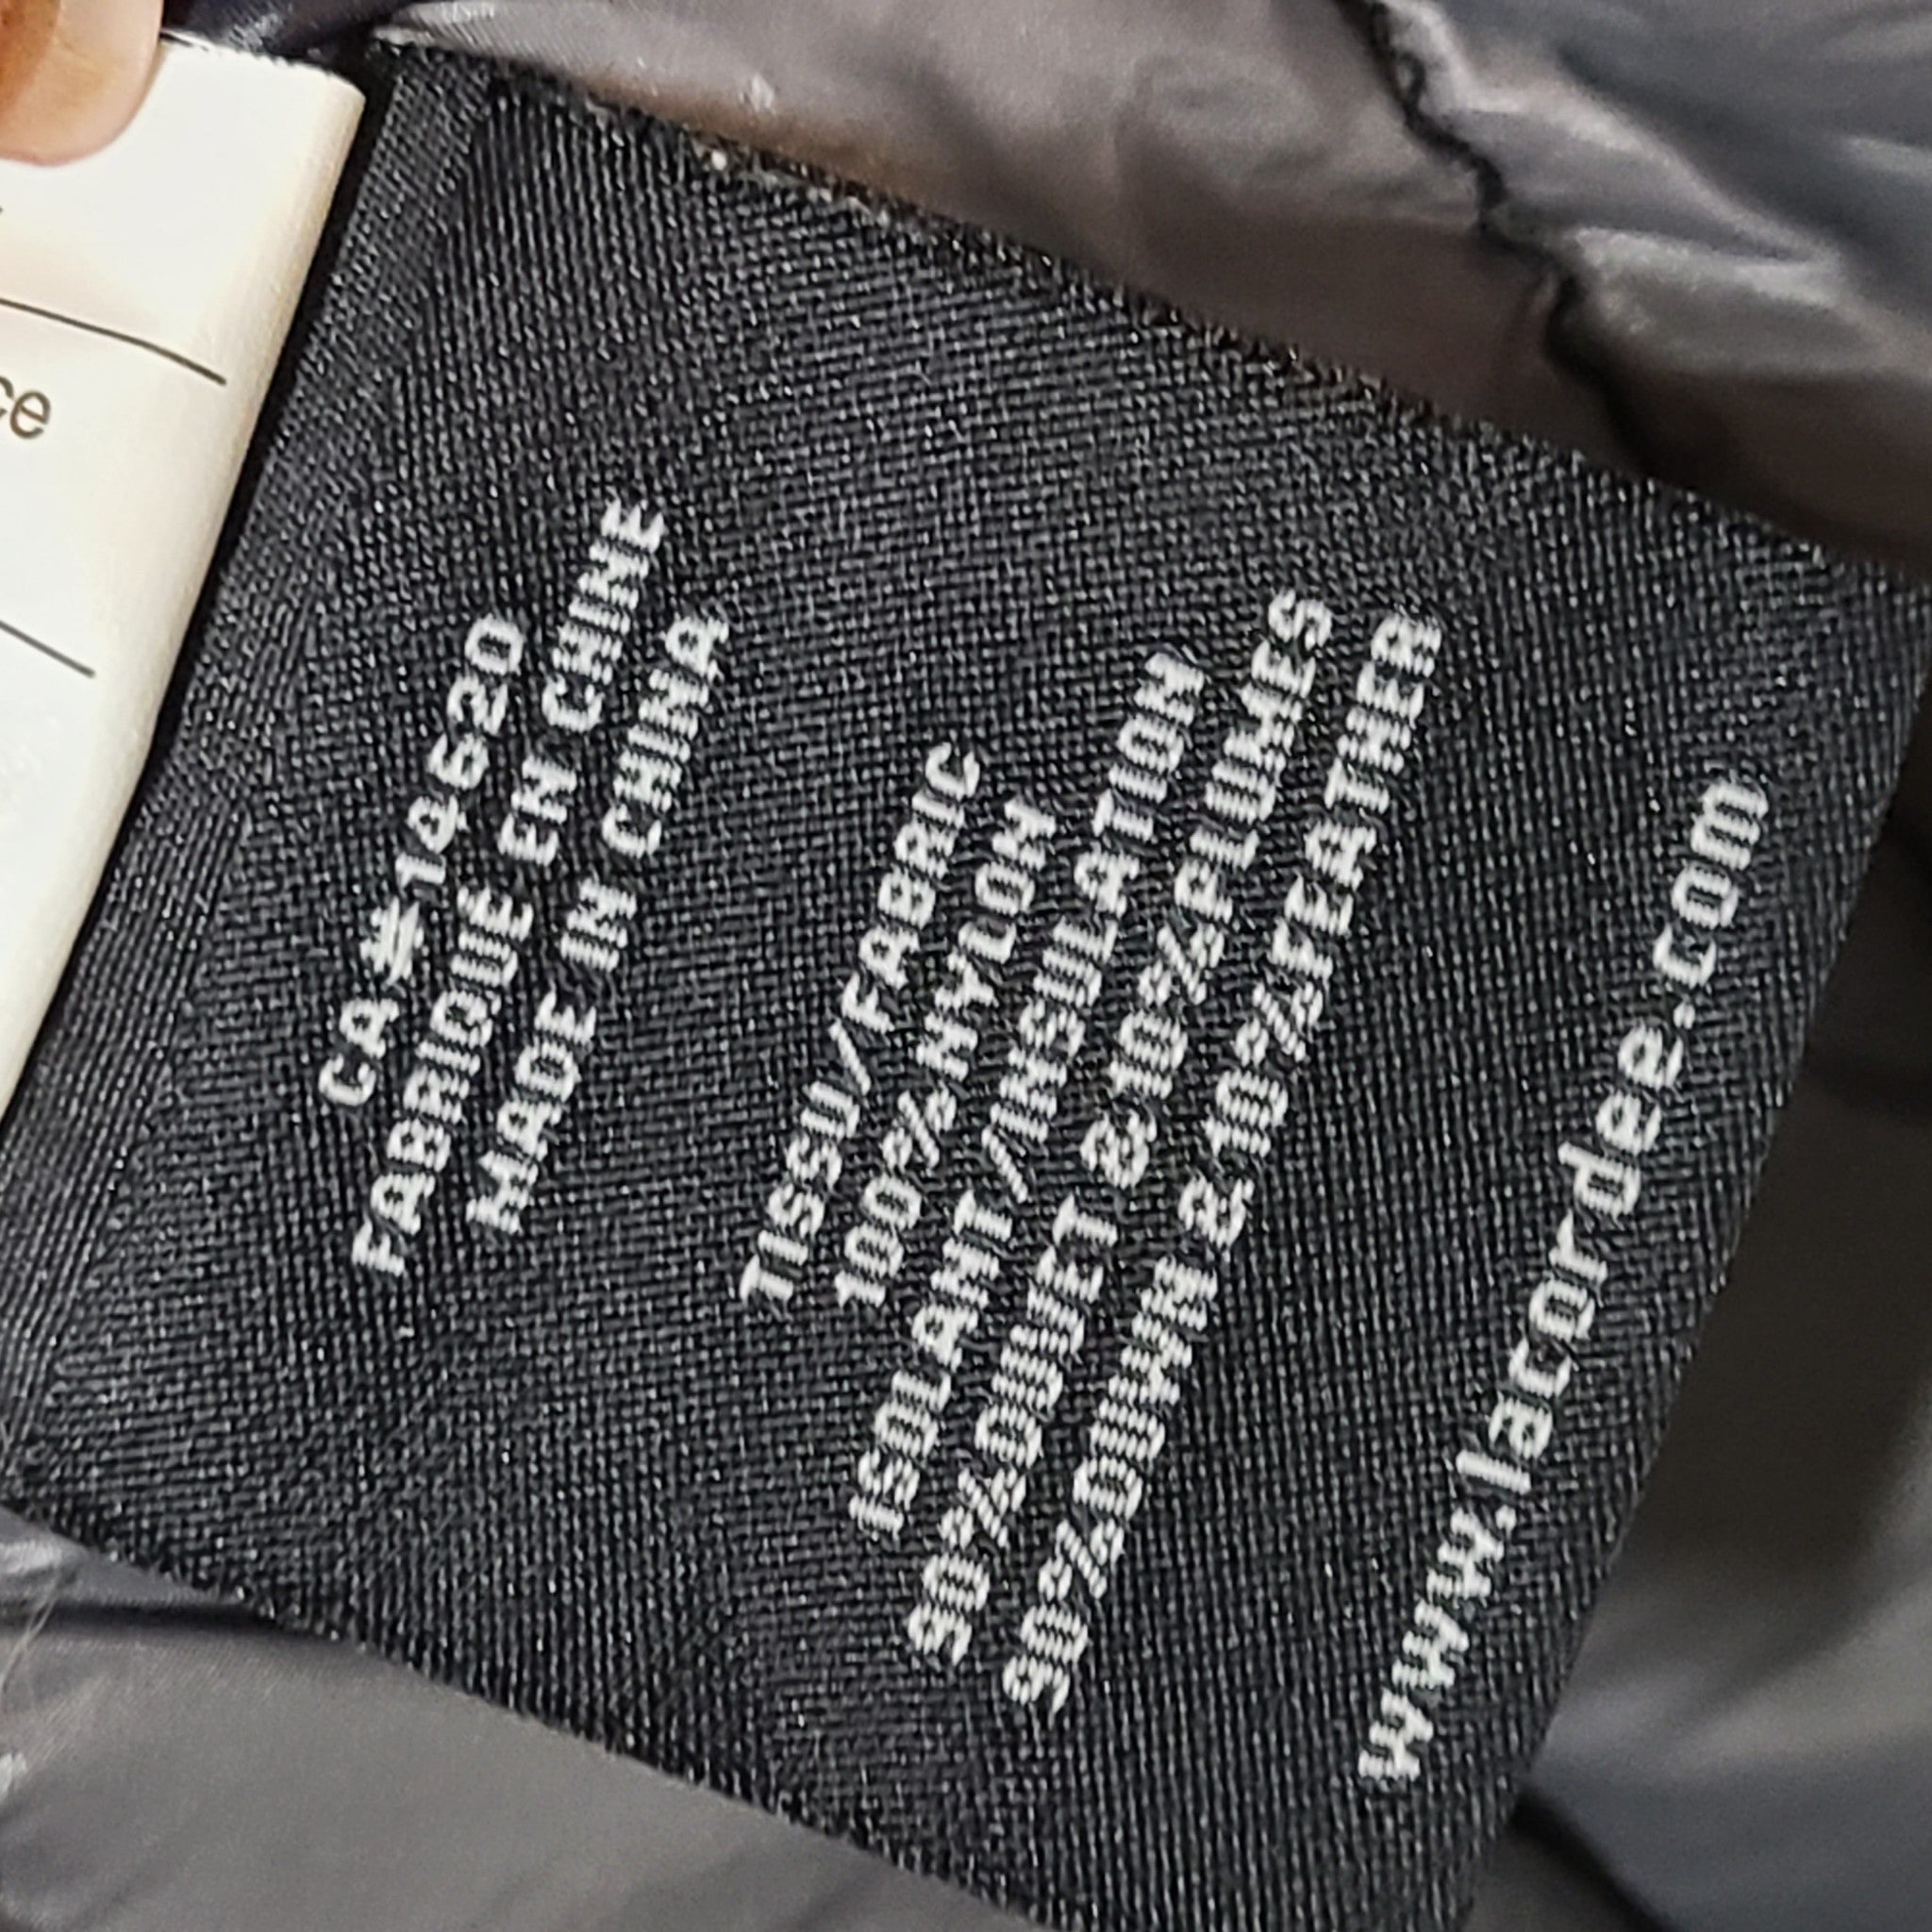 ce
CA#14620
FABRIQUE EN CHINE
MADE IN CHINA
TISSU/FABRIC
100% NYLON
ISOLANT/INSULATION
90%DUVET &10%PLUMES
90%DOWN &10%FEATHER
www.lacordee.com